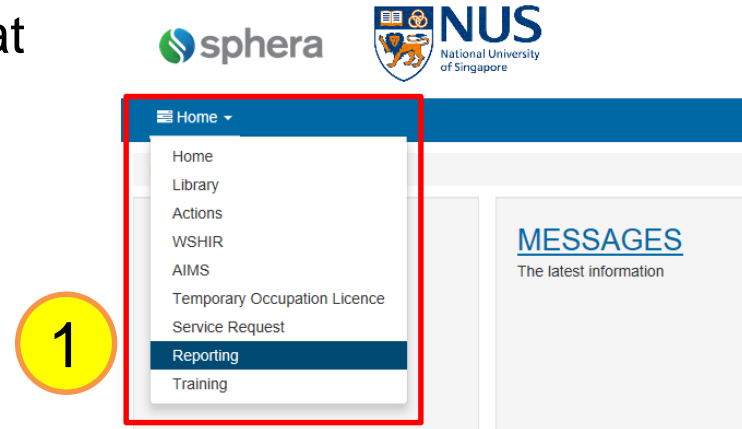 at
sphera
NUS
National University
of Singapore
Home
Home
Library
Actions
WSHIR
AIMS
Temporary Occupation Licence
Service Request
Reporting
Training
MESSAGES
The latest information
1